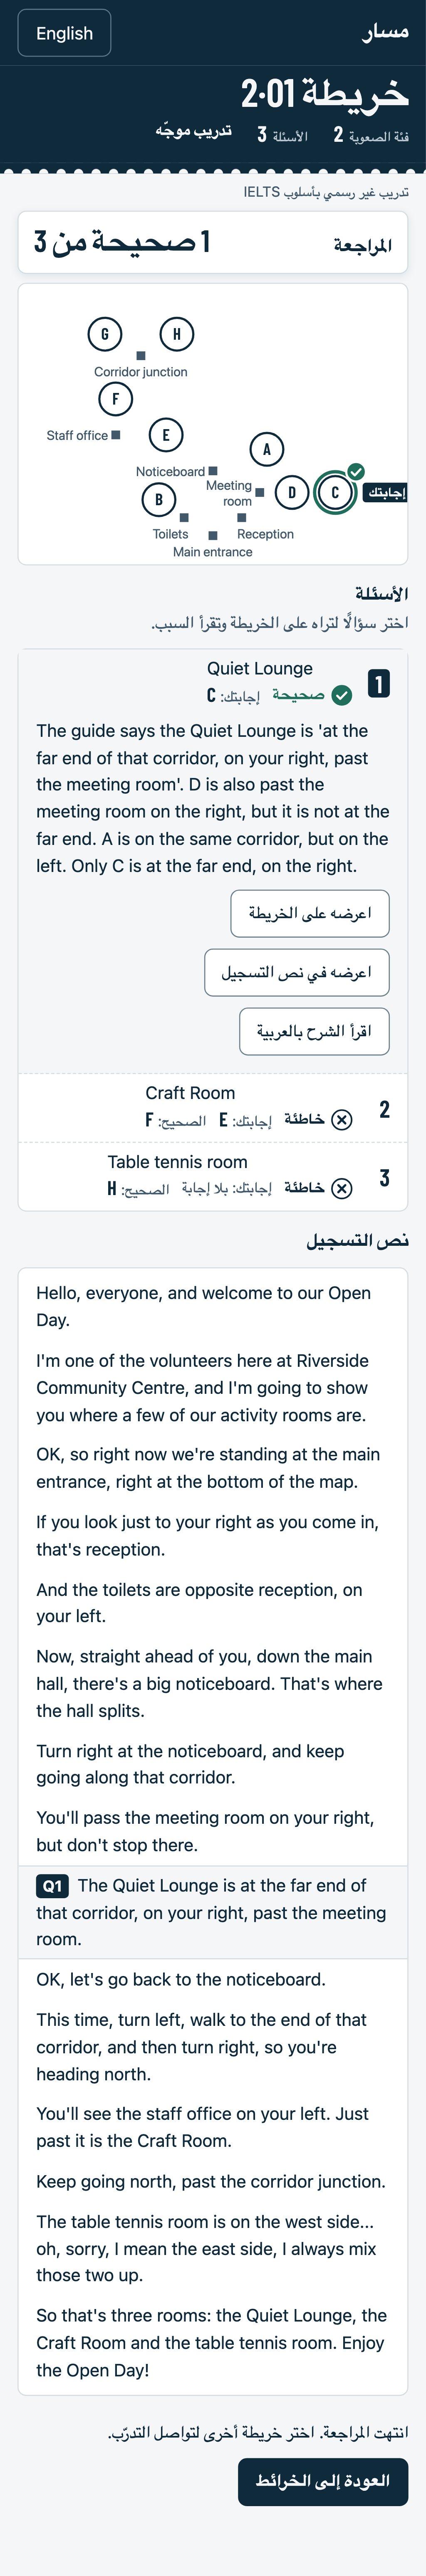 مسار
English
خريطة 2·01
فئة الصعوبة 2 الأسئلة 3 تدريب موجّه
تدريب غير رسمي بأسلوب IELTS
المراجعة
1 صحيحة من 3
G
H
Corridor junction
F
Staff office
E
A
Noticeboard
Meeting room
B
D
C
إجابتك
Toilets
Reception
Main entrance
الأسئلة
اختر سؤالًا لتراه على الخريطة وتقرأ السبب.
1
Quiet Lounge
صحيحة إجابتك: C
The guide says the Quiet Lounge is 'at the
far end of that corridor, on your right, past
the meeting room'. D is also past the
meeting room on the right, but it is not at the
far end. A is on the same corridor, but on the
left. Only C is at the far end, on the right.
اعرضه على الخريطة
اعرضه في نص التسجيل
اقرأ الشرح بالعربية
2
Craft Room
خاطئة إجابتك: E الصحيح: F
3
Table tennis room
خاطئة إجابتك: بلا إجابة الصحيح: H
نص التسجيل
Hello, everyone, and welcome to our Open
Day.
I'm one of the volunteers here at Riverside
Community Centre, and I'm going to show
you where a few of our activity rooms are.
OK, so right now we're standing at the main
entrance, right at the bottom of the map.
If you look just to your right as you come in,
that's reception.
And the toilets are opposite reception, on
your left.
Now, straight ahead of you, down the main
hall, there's a big noticeboard. That's where
the hall splits.
Turn right at the noticeboard, and keep
going along that corridor.
You'll pass the meeting room on your right,
but don't stop there.
Q1 The Quiet Lounge is at the far end of
that corridor, on your right, past the meeting
room.
OK, let's go back to the noticeboard.
This time, turn left, walk to the end of that
corridor, and then turn right, so you're
heading north.
You'll see the staff office on your left. Just
past it is the Craft Room.
Keep going north, past the corridor junction.
The table tennis room is on the west side...
oh, sorry, I mean the east side, I always mix
those two up.
So that's three rooms: the Quiet Lounge, the
Craft Room and the table tennis room. Enjoy
the Open Day!
انتهت المراجعة. اختر خريطة أخرى لتواصل التدرّب.
العودة إلى الخرائط